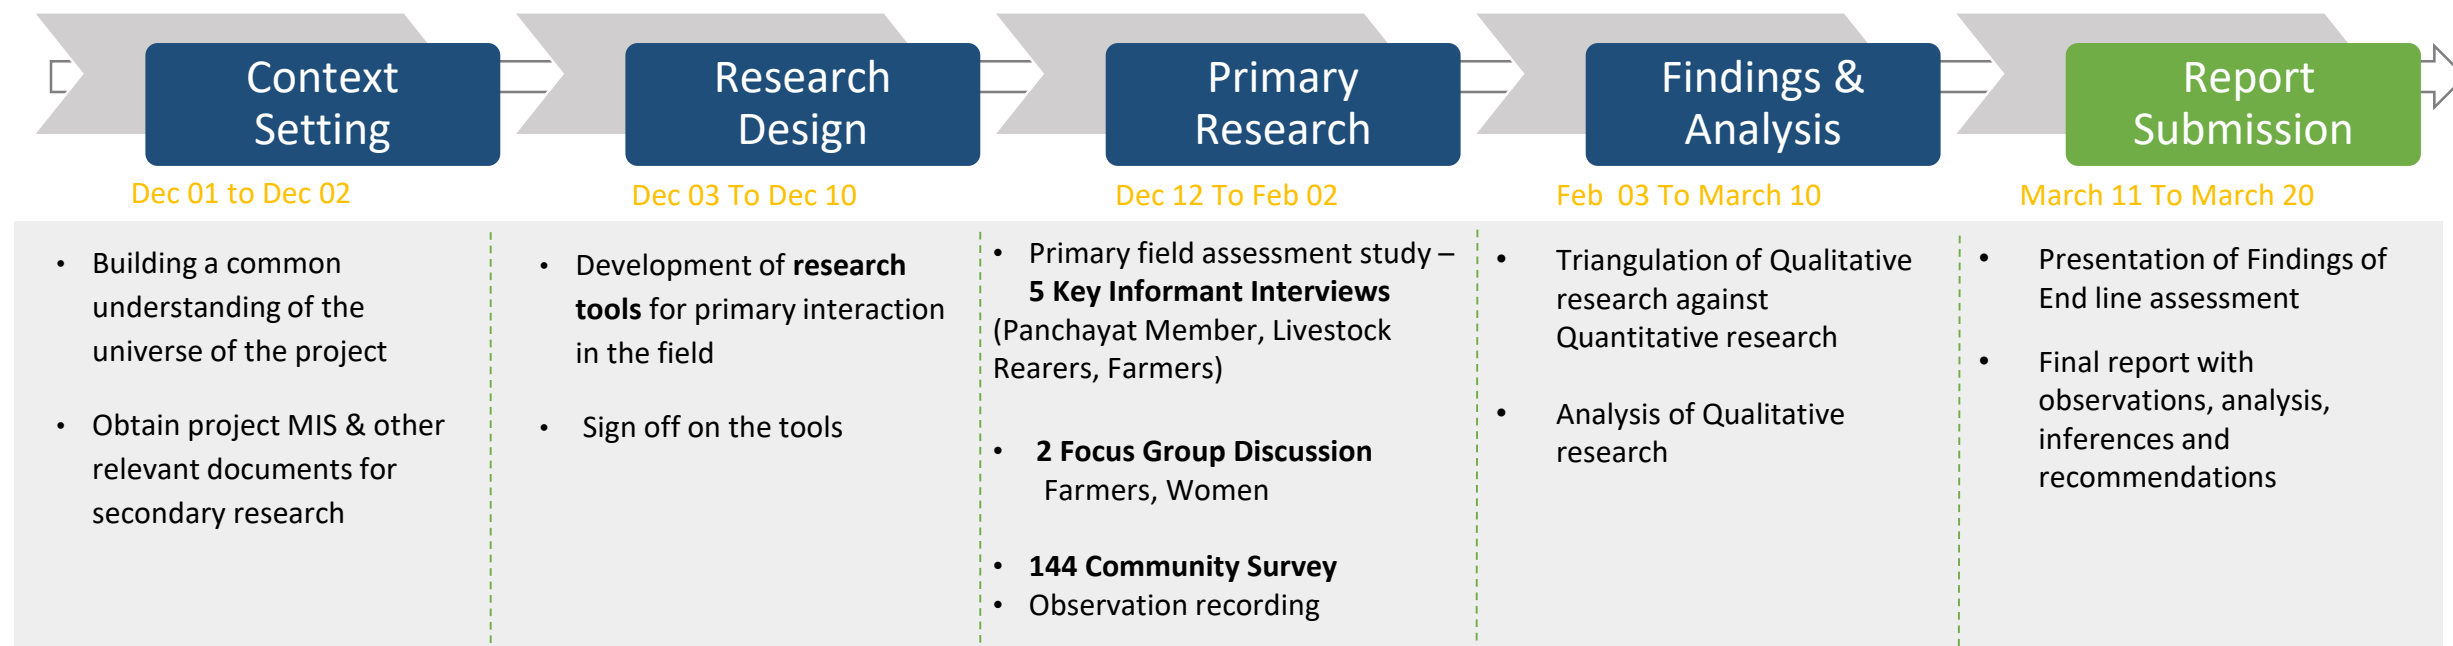 Context
Setting
Research
Design
Primary
Research
Findings &
Analysis
Report
Submission
Dec 01 to Dec 02
Dec 03 To Dec 10
Dec 12 To Feb 02
Feb  03 To March 10
March 11 To March 20
• Building a common
understanding of the
universe of the project
• Obtain project MIS & other
relevant documents for
secondary research
• Development of research
tools for primary interaction
in the field
• Sign off on the tools
• Primary field assessment study –
5 Key Informant Interviews
(Panchayat Member, Livestock
Rearers, Farmers)
• 2 Focus Group Discussion
Farmers, Women
• 144 Community Survey
• Observation recording
• Triangulation of Qualitative
research against
Quantitative research
• Analysis of Qualitative
research
• Presentation of Findings of
End line assessment
• Final report with
observations, analysis,
inferences and
recommendations